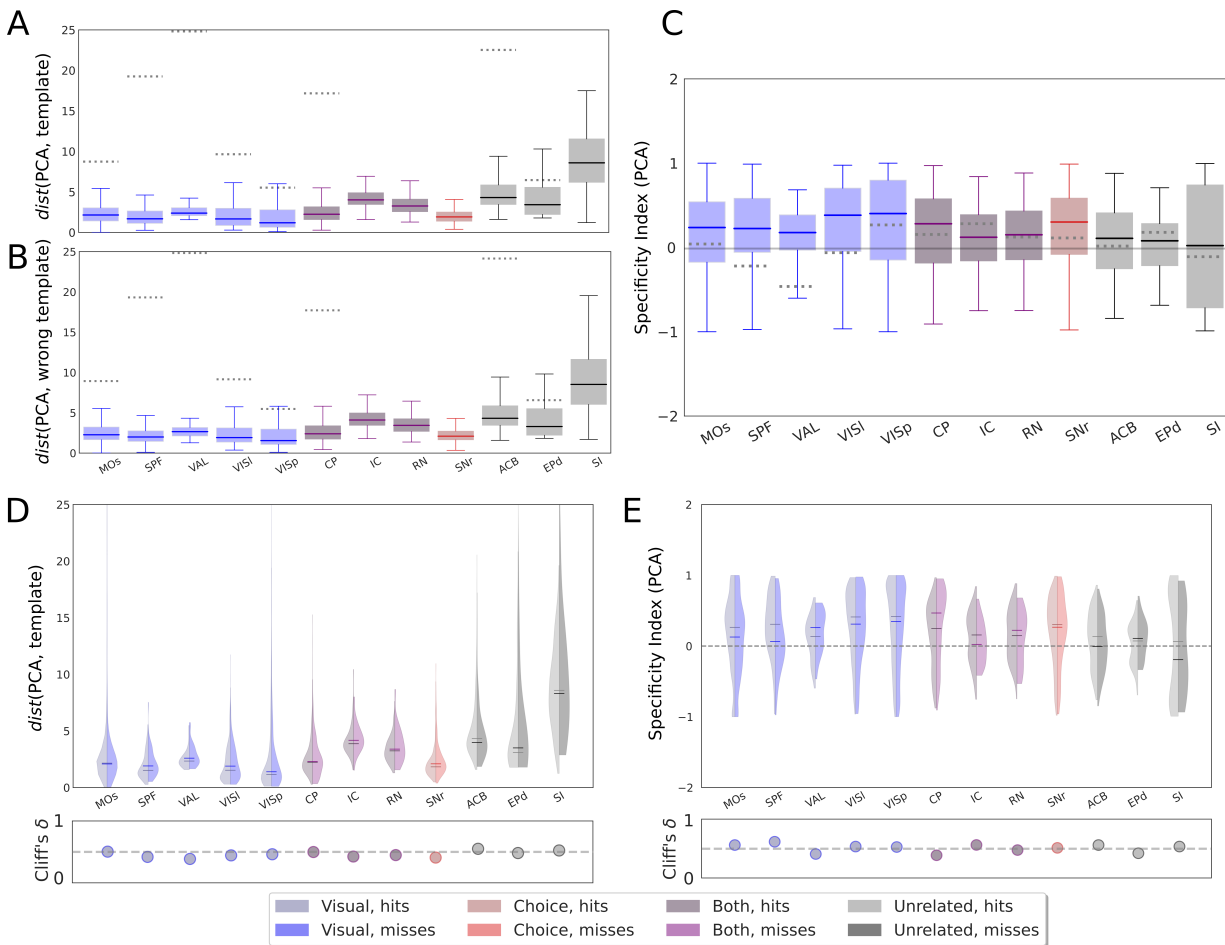 A
25
20
15
10
5
0
dist(PCA, template)
B
25
20
15
10
5
0
dist(PCA, wrong template)
MOs SPF VAL VISl VISp CP IC RN SNr ACB EPd SI
C
2
1
0
−1
−2
Specificity Index (PCA)
MOs SPF VAL VISl VISp CP IC RN SNr ACB EPd SI
D
25
20
15
10
5
0
dist(PCA, template)
MOs SPF VAL VISl VISp CP IC RN SNr ACB EPd SI
1
0
Cliff's δ
E
2
1
0
−1
−2
Specificity Index (PCA)
MOs SPF VAL VISl VISp CP IC RN SNr ACB EPd SI
1
0
Cliff's δ
Visual, hits Choice, hits Both, hits Unrelated, hits
Visual, misses Choice, misses Both, misses Unrelated, misses